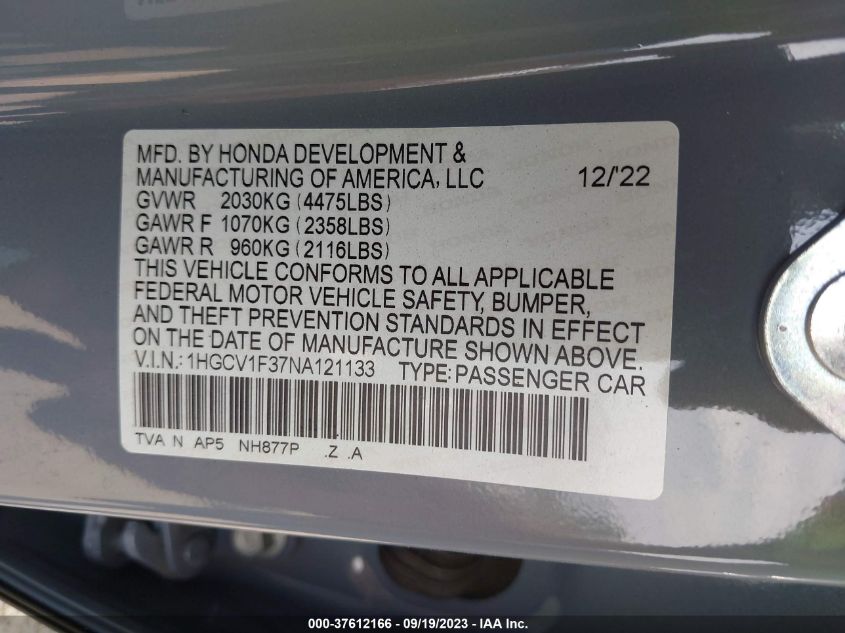 MFD. BY HONDA DEVELOPMENT &
MANUFACTURING OF AMERICA, LLC 12/'22
GVWR 2030KG (4475LBS)
GAWR F 1070KG (2358LBS)
GAWR R 960KG (2116LBS)
THIS VEHICLE CONFORMS TO ALL APPLICABLE
FEDERAL MOTOR VEHICLE SAFETY, BUMPER,
AND THEFT PREVENTION STANDARDS IN EFFECT
ON THE DATE OF MANUFACTURE SHOWN ABOVE.
V.I.N.: 1HGCV1F37NA121133 TYPE: PASSENGER CAR
TVA N AP5 NH877P .Z .A
000-37612166 - 09/19/2023 - IAA Inc.